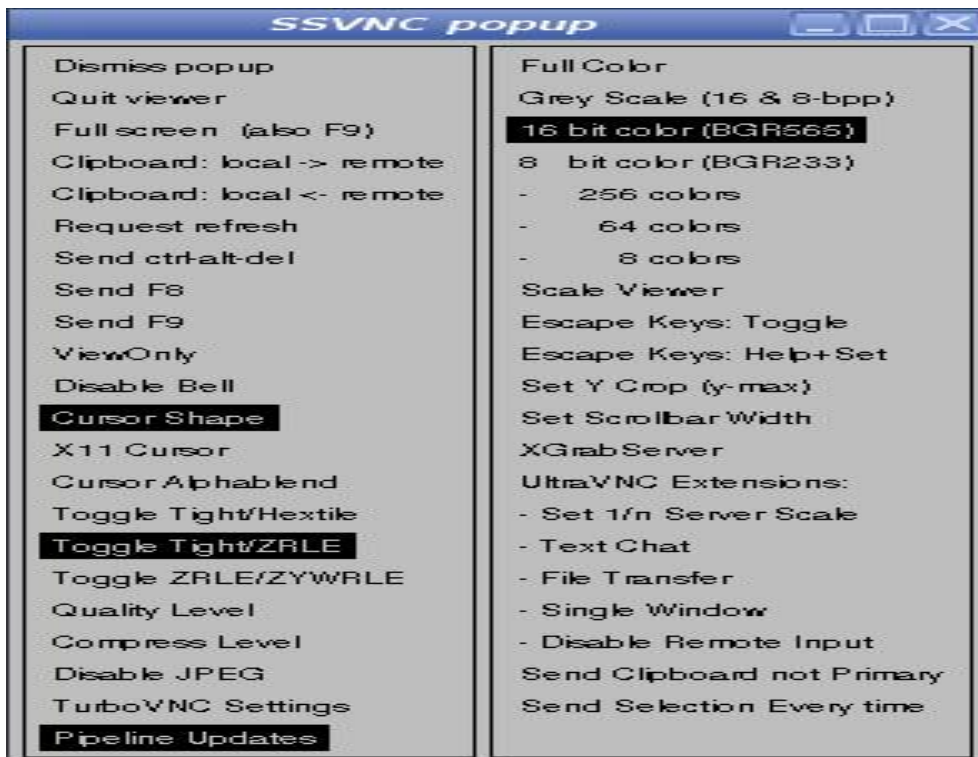 SSVNC popup
Dismiss popup
Quit viewer
Full screen (also F9)
Clipboard: local -> remote
Clipboard: local <- remote
Request refresh
Send ctrl-alt-del
Send F8
Send F9
ViewOnly
Disable Bell
Cursor Shape
X11 Cursor
Cursor Alphablend
Toggle Tight/Hextile
Toggle Tight/ZRLE
Toggle ZRLE/ZYWRLE
Quality Level
Compress Level
Disable JPEG
TurboVNC Settings
Pipeline Updates
Full Color
Grey Scale (16 & 8-bpp)
16 bit color (BGR565)
8 bit color (BGR233)
- 256 colors
- 64 colors
- 8 colors
Scale Viewer
Escape Keys: Toggle
Escape Keys: Help+Set
Set Y Crop (y-max)
Set Scrollbar Width
XGrabServer
UltraVNC Extensions:
- Set 1/n Server Scale
- Text Chat
- File Transfer
- Single Window
- Disable Remote Input
Send Clipboard not Primary
Send Selection Every time